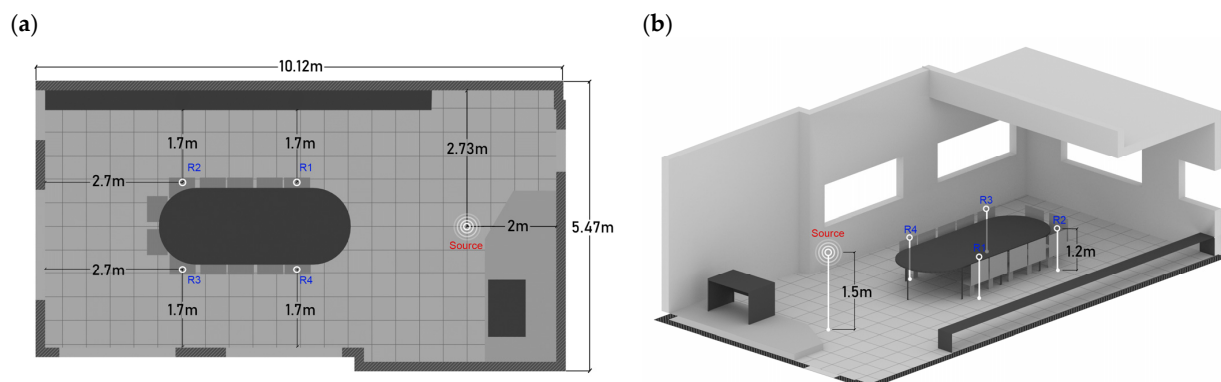 (a)
10.12m
1.7m
1.7m
2.73m
R2
R1
2.7m
2m
5.47m
Source
2.7m
R3
R4
1.7m
1.7m
(b)
R3
R2
Source
R4
R1
1.2m
1.5m